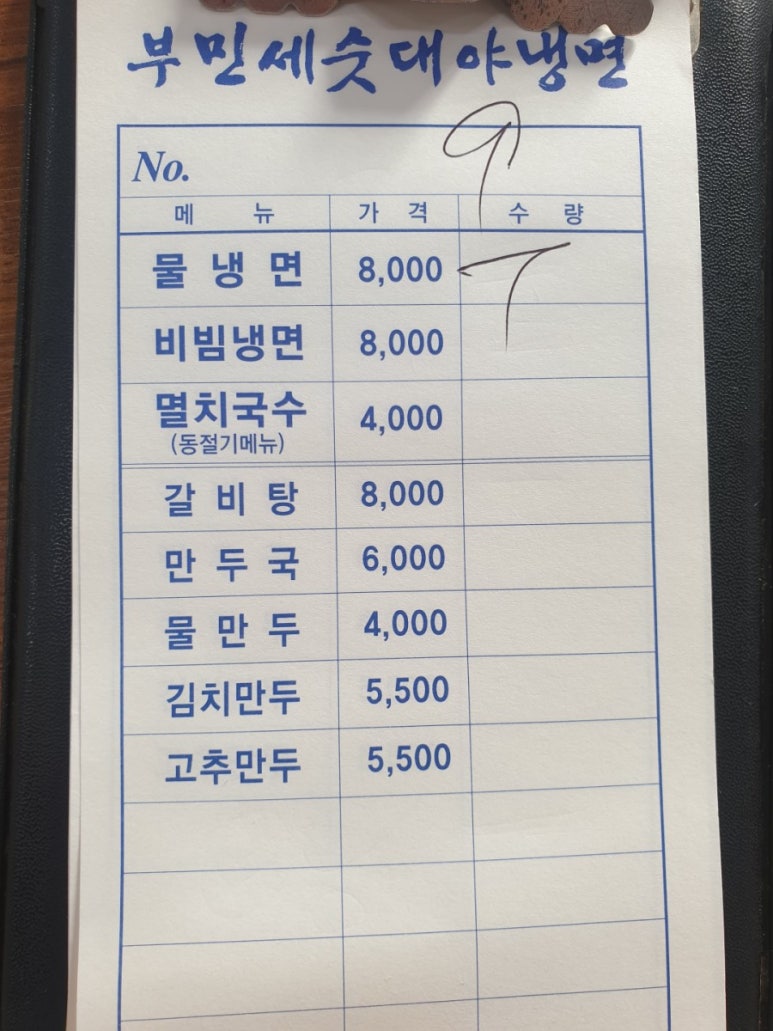 부민세숫대야냉면
9
No.
메 뉴 가 격 수 량
물 냉 면 8,000
비빔냉면 8,000
멸치국수 4,000
(동절기메뉴)
갈 비 탕 8,000
만 두 국 6,000
물 만 두 4,000
김치만두 5,500
고추만두 5,500